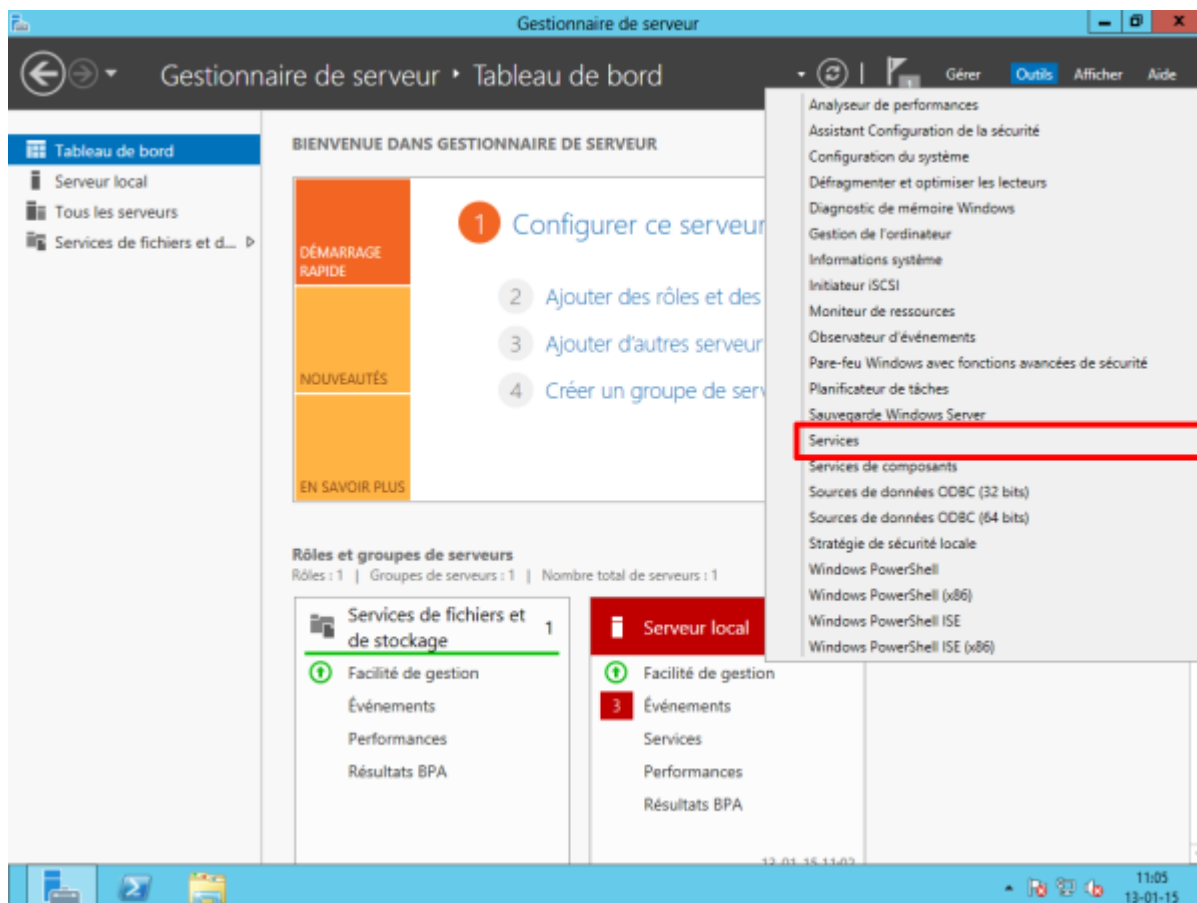 Gestionnaire de serveur
Gestionnaire de serveur ‣ Tableau de bord
1
Gérer
Outils
Afficher
Aide
Tableau de bord
Serveur local
Tous les serveurs
Services de fichiers et d...
BIENVENUE DANS GESTIONNAIRE DE SERVEUR
DÉMARRAGE
RAPIDE
NOUVEAUTÉS
EN SAVOIR PLUS
1 Configurer ce serveur
2 Ajouter des rôles et des
3 Ajouter d'autres serveur
4 Créer un groupe de serv
Analyseur de performances
Assistant Configuration de la sécurité
Configuration du système
Défragmenter et optimiser les lecteurs
Diagnostic de mémoire Windows
Gestion de l'ordinateur
Informations système
Initiateur iSCSI
Moniteur de ressources
Observateur d'événements
Pare-feu Windows avec fonctions avancées de sécurité
Planificateur de tâches
Sauvegarde Windows Server
Services
Services de composants
Sources de données ODBC (32 bits)
Sources de données ODBC (64 bits)
Stratégie de sécurité locale
Windows PowerShell
Windows PowerShell (x86)
Windows PowerShell ISE
Windows PowerShell ISE (x86)
Rôles et groupes de serveurs
Rôles : 1 | Groupes de serveurs : 1 | Nombre total de serveurs : 1
Services de fichiers et
de stockage
1
Facilité de gestion
Événements
Performances
Résultats BPA
Serveur local
Facilité de gestion
3 Événements
Services
Performances
Résultats BPA
13-01-15 11:02
11:05
13-01-15